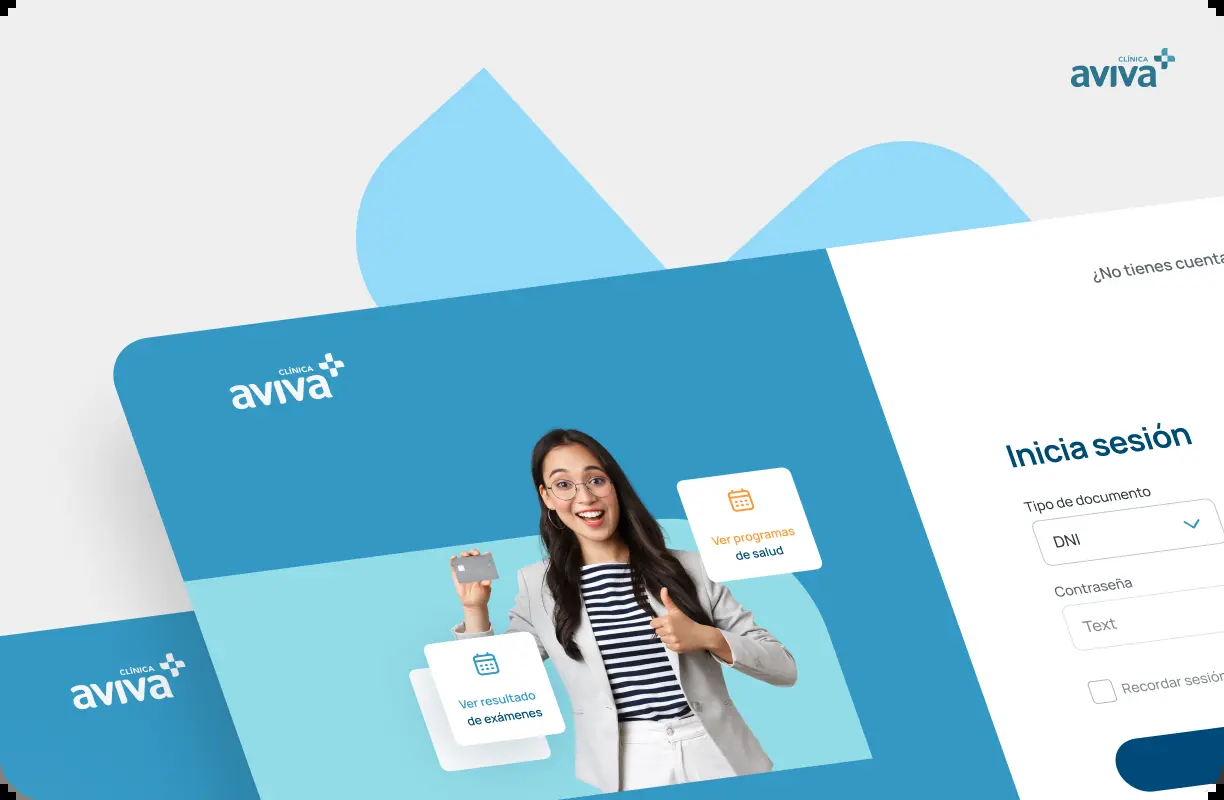 CLÍNICA
aviva
¿No tienes cuenta
CLÍNICA
aviva
Inicia sesión
Tipo de documento
DNI
Ver programas
de salud
Contraseña
Text
Recordar sesión
Ver resultado
de exámenes
CLÍNICA
aviva